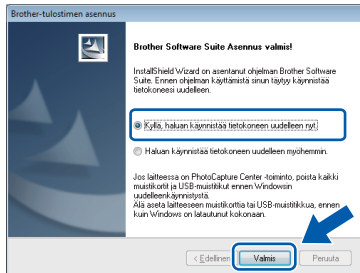 Brother-tulostimen asennus
Brother Software Suite Asennus valmis!
InstallShield Wizard on asentanut ohjelman Brother Software
Suite. Ennen ohjelman käyttämistä sinun täytyy käynnistää
tietokoneesi uudelleen.
Kyllä, haluan käynnistää tietokoneen uudelleen nyt.
Haluan käynnistää tietokoneen uudelleen myöhemmin.
Jos laitteessa on PhotoCapture Center -toiminto, poista kaikki
muistikortit ja USB-muistitikut ennen Windowsin
uudelleenkäynnistystä.
Älä aseta laitteeseen muistikorttia tai USB-muistitikkua, ennen
kuin Windows on latautunut kokonaan.
< Edellinen
Valmis
Peruuta